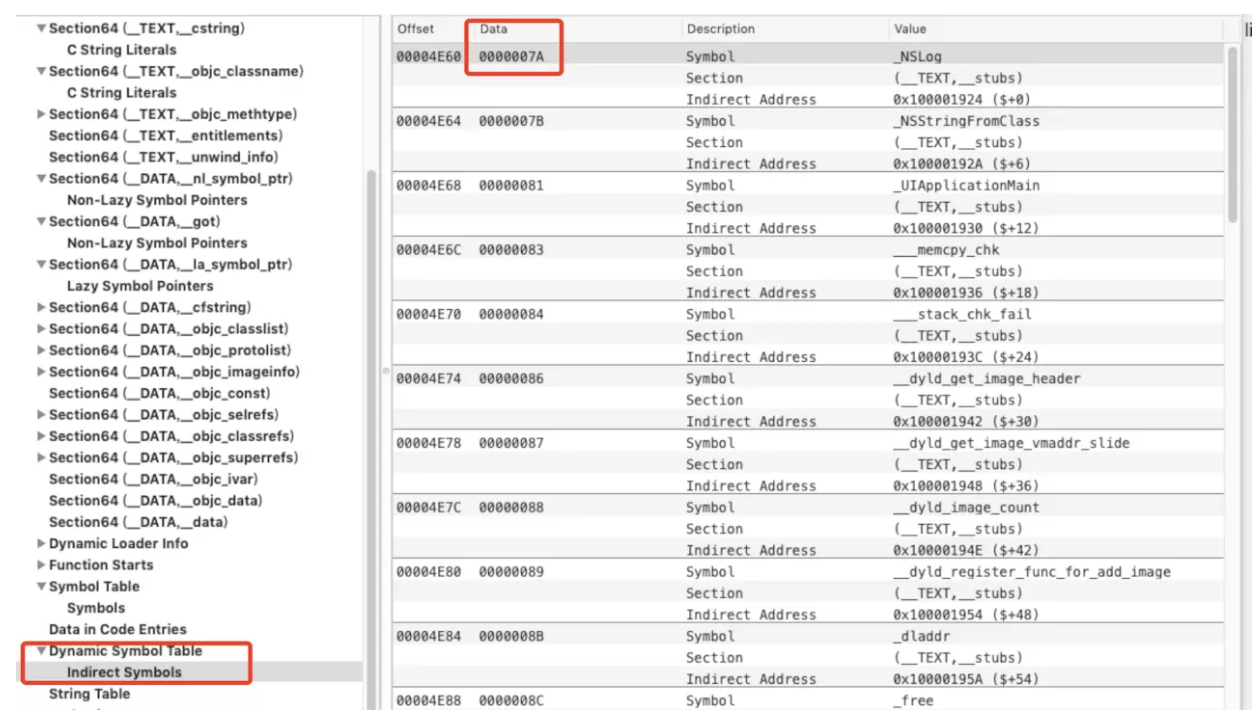 Section64 (__TEXT,__cstring)
C String Literals
Section64 (__TEXT,__objc_classname)
C String Literals
Section64 (__TEXT,__objc_methtype)
Section64 (__TEXT,__entitlements)
Section64 (__TEXT,__unwind_info)
Section64 (__DATA,__nl_symbol_ptr)
Non-Lazy Symbol Pointers
Section64 (__DATA,__got)
Non-Lazy Symbol Pointers
Section64 (__DATA,__la_symbol_ptr)
Lazy Symbol Pointers
Section64 (__DATA,__cfstring)
Section64 (__DATA,__objc_classlist)
Section64 (__DATA,__objc_protolist)
Section64 (__DATA,__objc_imageinfo)
Section64 (__DATA,__objc_const)
Section64 (__DATA,__objc_selrefs)
Section64 (__DATA,__objc_classrefs)
Section64 (__DATA,__objc_superrefs)
Section64 (__DATA,__objc_ivar)
Section64 (__DATA,__objc_data)
Section64 (__DATA,__data)
Dynamic Loader Info
Function Starts
Symbol Table
Symbols
Data in Code Entries
Dynamic Symbol Table
Indirect Symbols
String Table
Offset Data Description Value
00004E60 0000007A Symbol _NSLog
Section (__TEXT,__stubs)
Indirect Address 0x100001924 ($+0)
00004E64 0000007B Symbol _NSStringFromClass
Section (__TEXT,__stubs)
Indirect Address 0x10000192A ($+6)
00004E68 00000081 Symbol _UIApplicationMain
Section (__TEXT,__stubs)
Indirect Address 0x100001930 ($+12)
00004E6C 00000083 Symbol ___memcpy_chk
Section (__TEXT,__stubs)
Indirect Address 0x100001936 ($+18)
00004E70 00000084 Symbol ___stack_chk_fail
Section (__TEXT,__stubs)
Indirect Address 0x10000193C ($+24)
00004E74 00000086 Symbol __dyld_get_image_header
Section (__TEXT,__stubs)
Indirect Address 0x100001942 ($+30)
00004E78 00000087 Symbol __dyld_get_image_vmaddr_slide
Section (__TEXT,__stubs)
Indirect Address 0x100001948 ($+36)
00004E7C 00000088 Symbol __dyld_image_count
Section (__TEXT,__stubs)
Indirect Address 0x10000194E ($+42)
00004E80 00000089 Symbol __dyld_register_func_for_add_image
Section (__TEXT,__stubs)
Indirect Address 0x100001954 ($+48)
00004E84 0000008B Symbol _dladdr
Section (__TEXT,__stubs)
Indirect Address 0x10000195A ($+54)
00004E88 0000008C Symbol _free